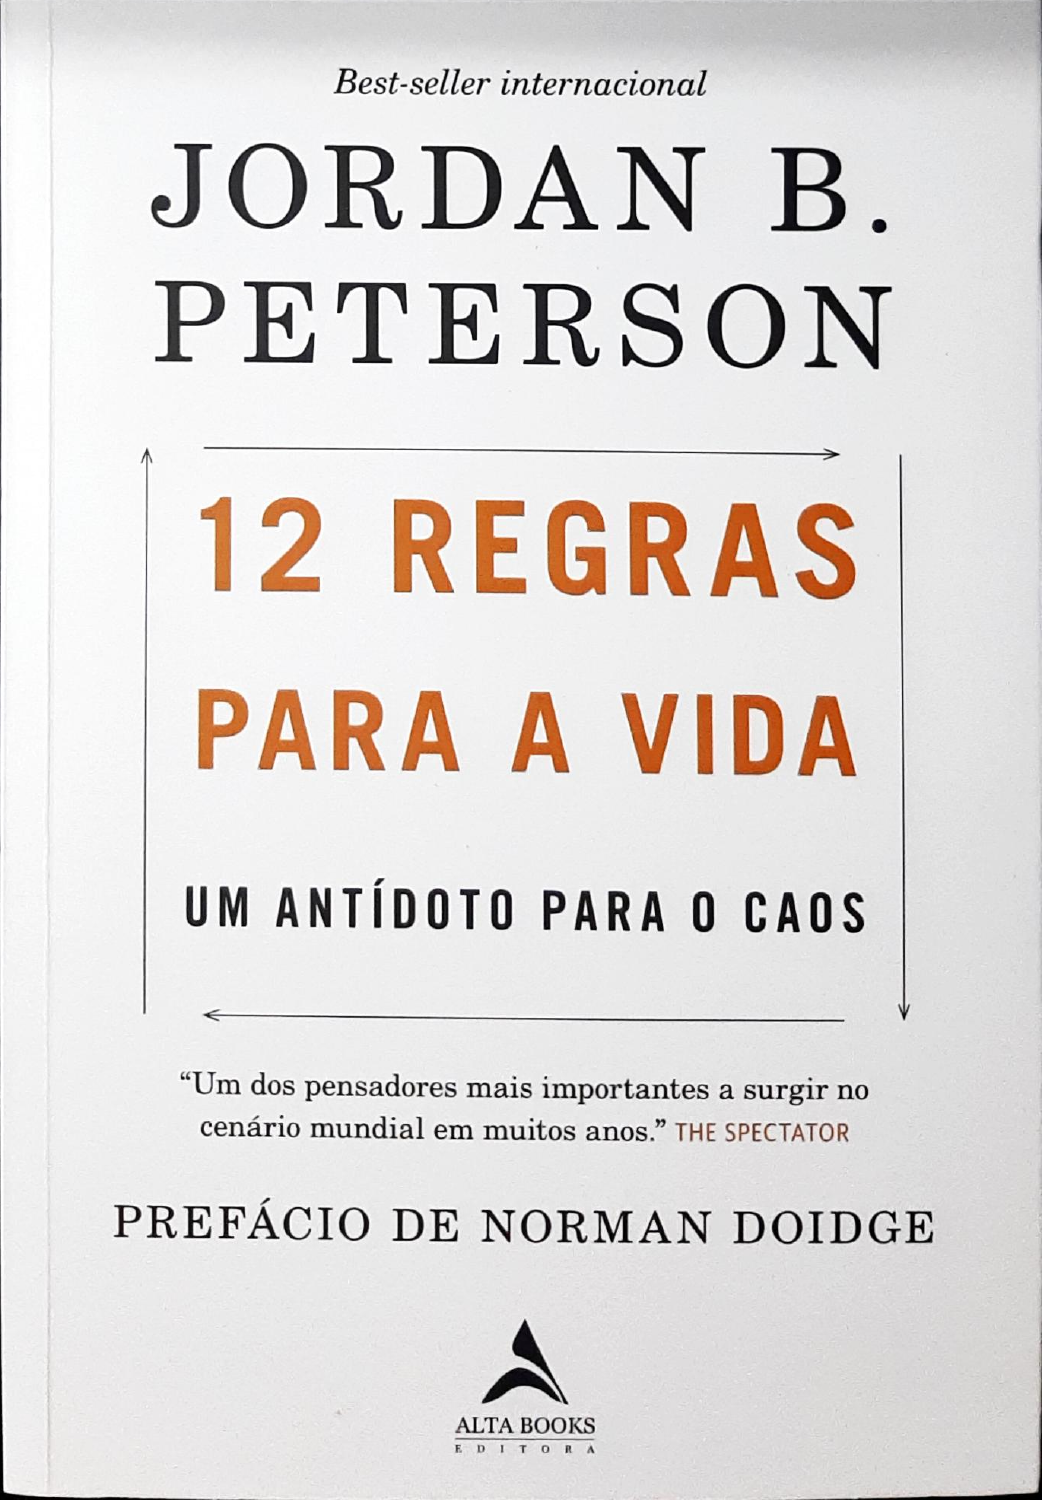 Best-seller internacional
JORDAN B.
PETERSON
12 REGRAS
PARA A VIDA
UM ANTÍDOTO PARA O CAOS
“Um dos pensadores mais importantes a surgir no
cenário mundial em muitos anos.” THE SPECTATOR
PREFÁCIO DE NORMAN DOIDGE
ALTA BOOKS
EDITORA